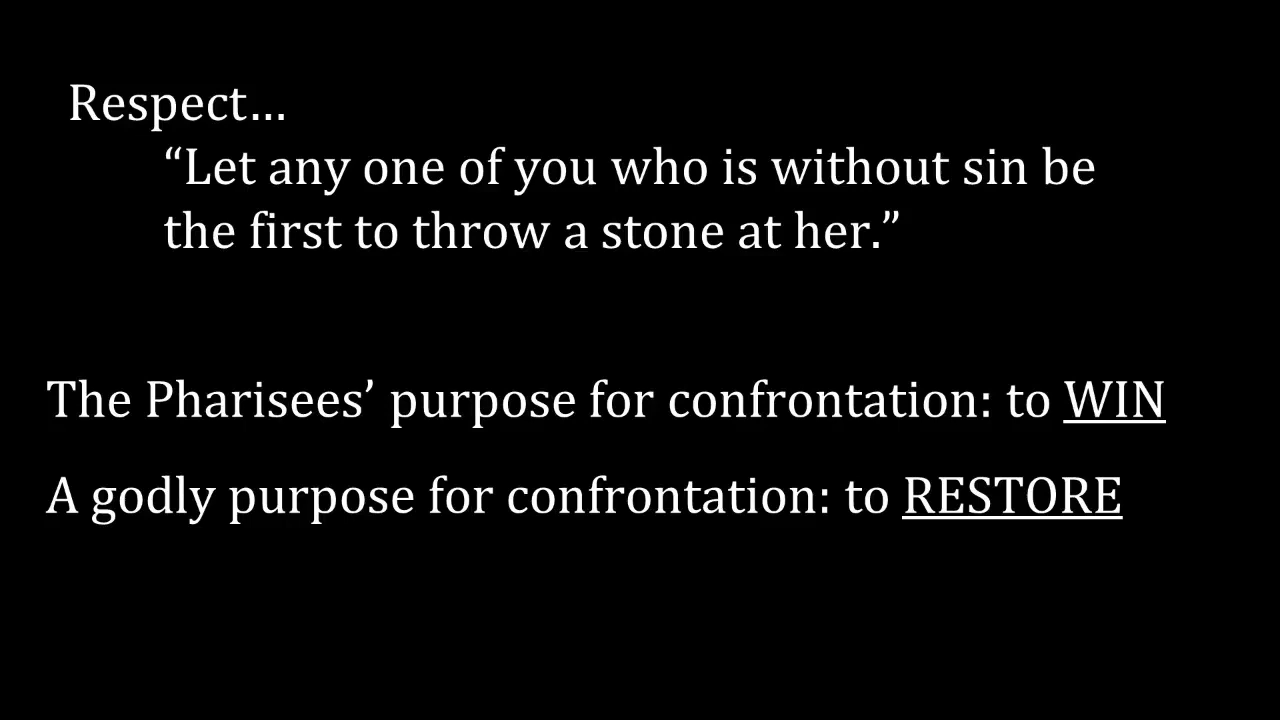 Respect…
“Let any one of you who is without sin be
the first to throw a stone at her.”
The Pharisees’ purpose for confrontation: to WIN
A godly purpose for confrontation: to RESTORE